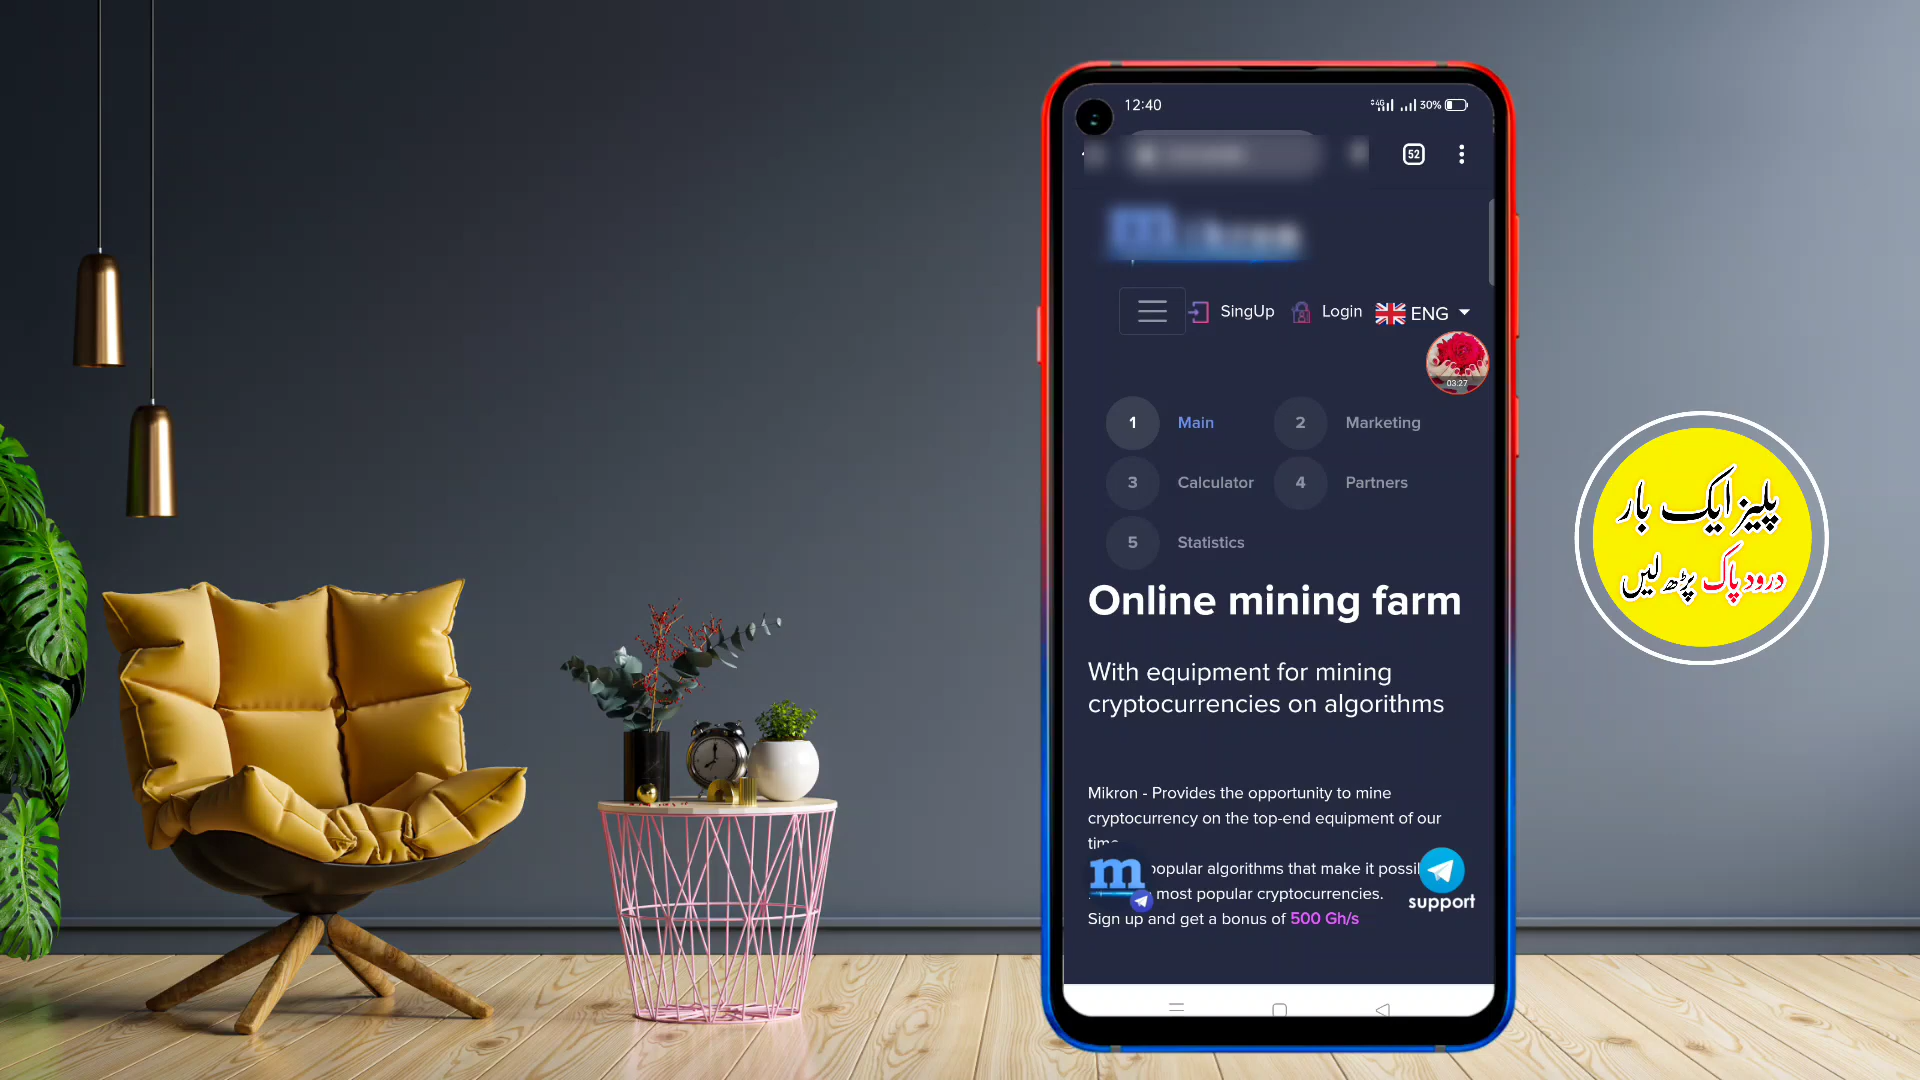 12:40
4G
30%
52
mikron
SingUp
Login
ENG
03:27
1 Main
2 Marketing
3 Calculator
4 Partners
5 Statistics
Online mining farm
With equipment for mining
cryptocurrencies on algorithms
Mikron - Provides the opportunity to mine
cryptocurrency on the top-end equipment of our
opular algorithms that make it possi
m
most popular cryptocurrencies.
support
Sign up and get a bonus of 500 Gh/s
پلیز ایک بار
درود پاک پڑھ لیں